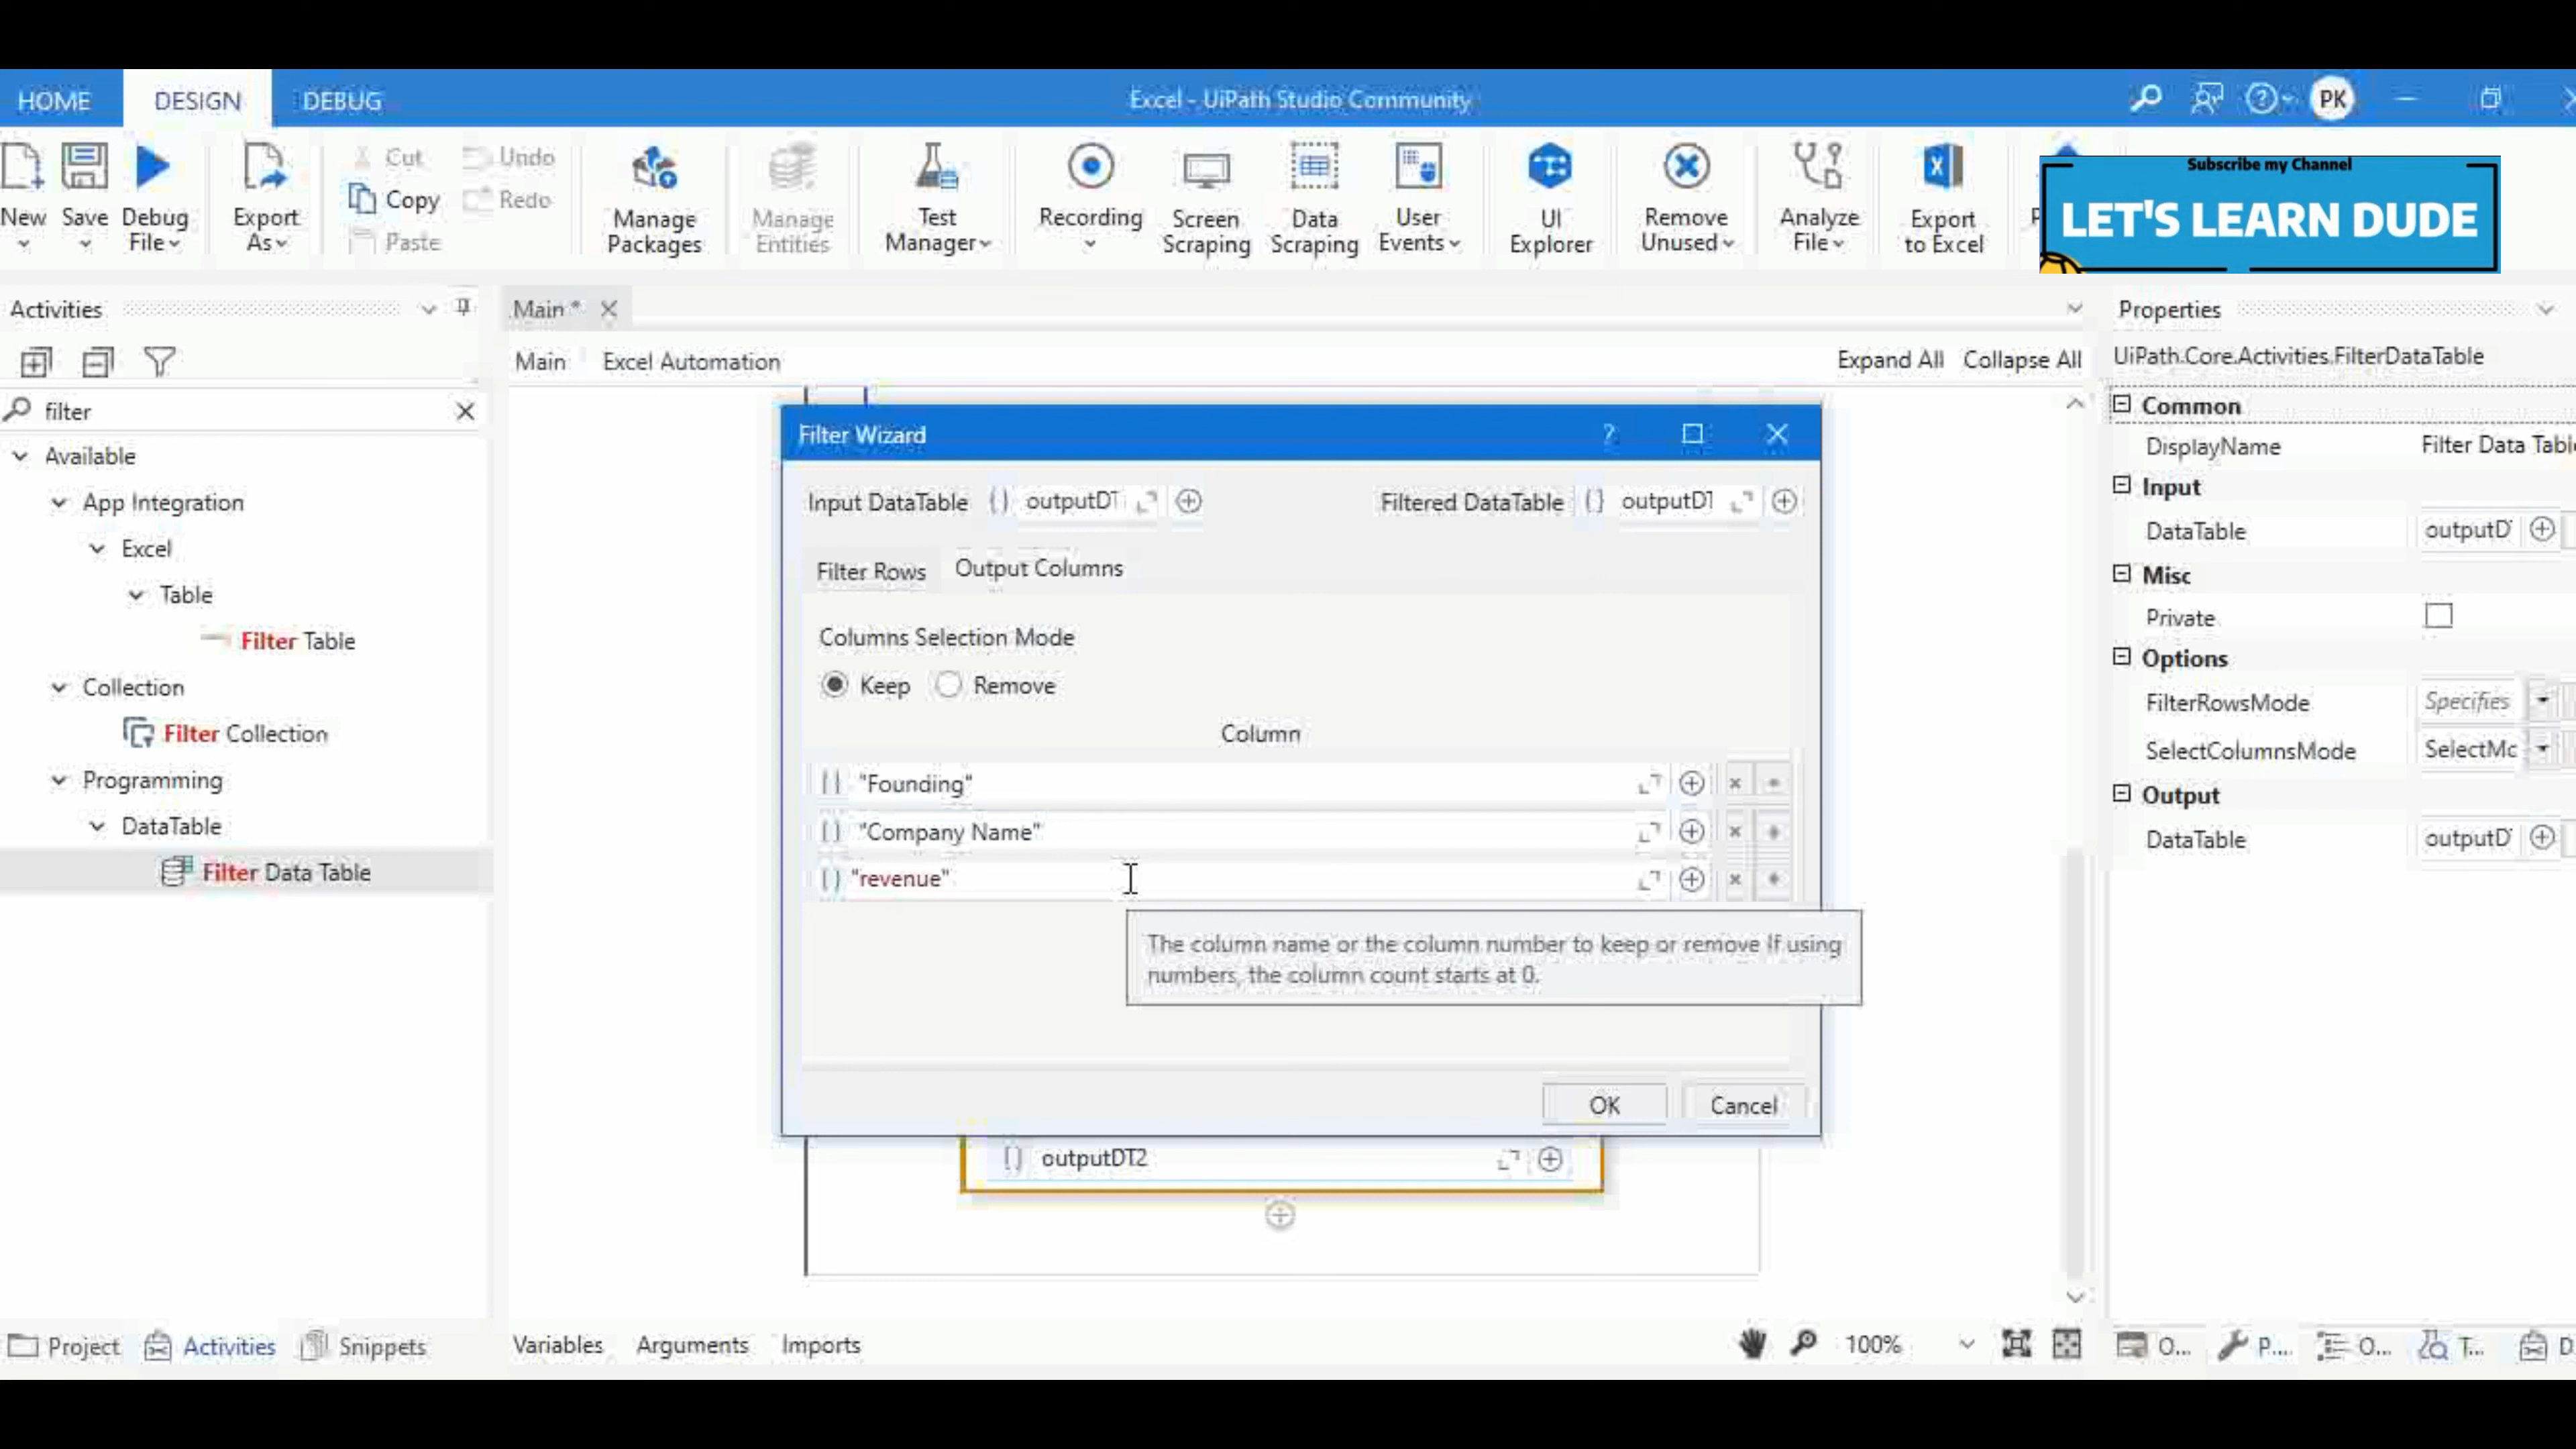 HOME DESIGN DEBUG Excel - UiPath Studio Community PK
New Save Debug File Export As Cut Copy Paste Undo Redo Manage Packages Manage Entities Test Manager Recording Screen Scraping Data Scraping User Events UI Explorer Remove Unused Analyze File Export to Excel
Subscribe my Channel
LET'S LEARN DUDE
Activities
filter
Available
App Integration
Excel
Table
Filter Table
Collection
Filter Collection
Programming
DataTable
Filter Data Table
Main *
Main Excel Automation Expand All Collapse All
Filter Wizard ?
Input DataTable outputDT Filtered DataTable outputDT
Filter Rows Output Columns
Columns Selection Mode
Keep Remove
Column
"Founding"
"Company Name"
"revenue"
The column name or the column number to keep or remove If using
numbers, the column count starts at 0.
OK Cancel
outputDT2
Properties
UiPath.Core.Activities.FilterDataTable
Common
DisplayName Filter Data Tabl
Input
DataTable outputD
Misc
Private
Options
FilterRowsMode Specifies
SelectColumnsMode SelectMc
Output
DataTable outputD
Project Activities Snippets Variables Arguments Imports 100% O... P... O... T... D